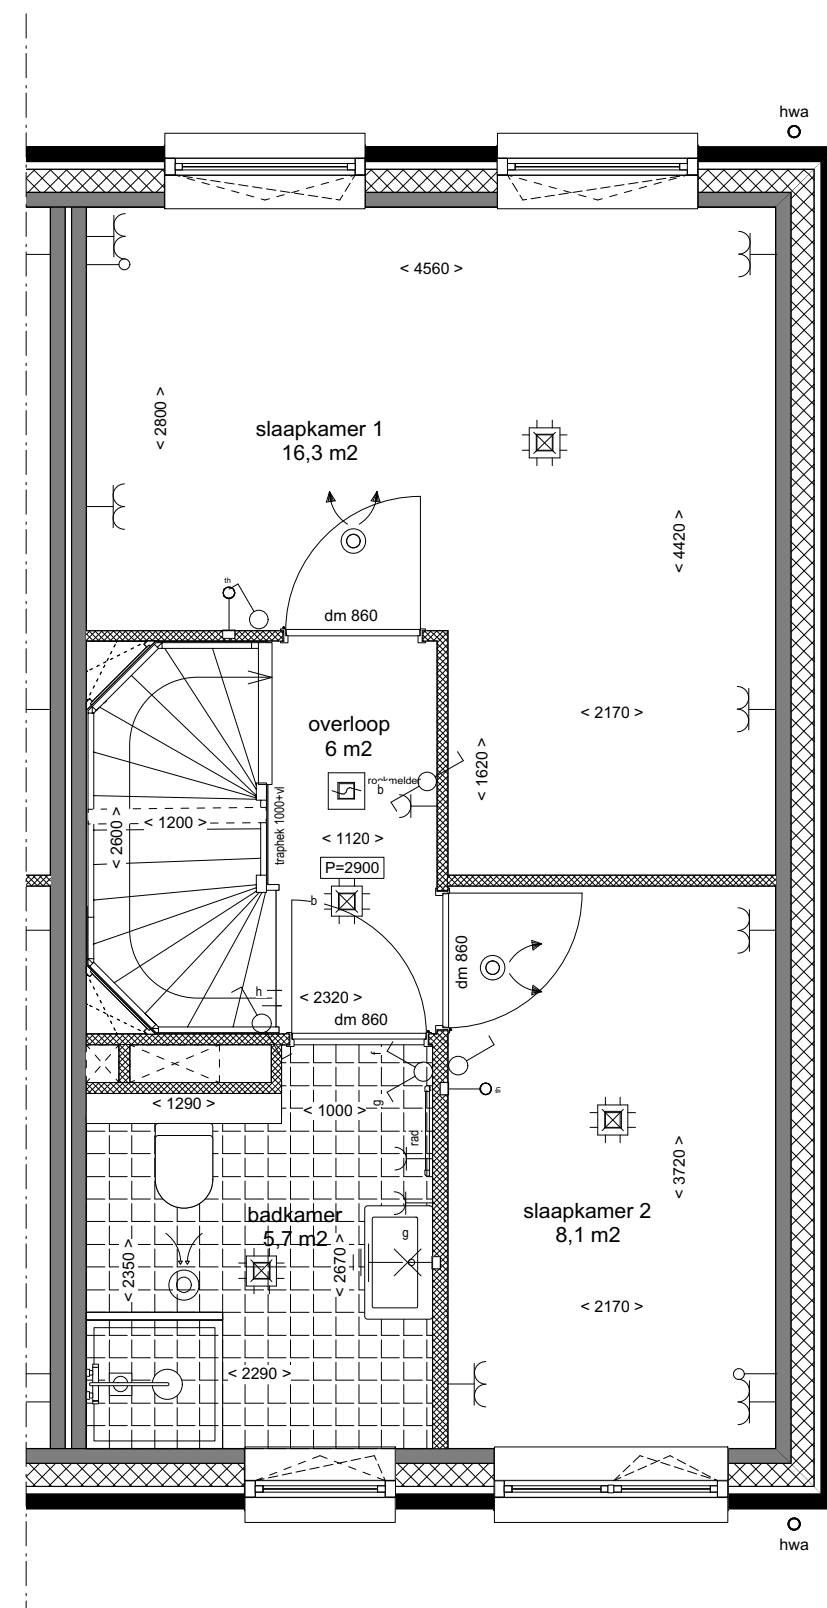 hwa
< 4560 >
< 2800 >
slaapkamer 1
16,3 m2
< 4420 >
th
dm 860
< 2170 >
overloop
6 m2
< 1620 >
rookmelder
b
< 2600 >
< 1200 >
traphek 1000+vl
< 1120 >
P=2900
b
dm 860
h
< 2320 >
dm 860
f
g
th
< 1290 >
< 1000 >
rad
< 3720 >
badkamer
5,7 m2
slaapkamer 2
8,1 m2
g
< 2350 >
< 2670 >
< 2170 >
< 2290 >
hwa